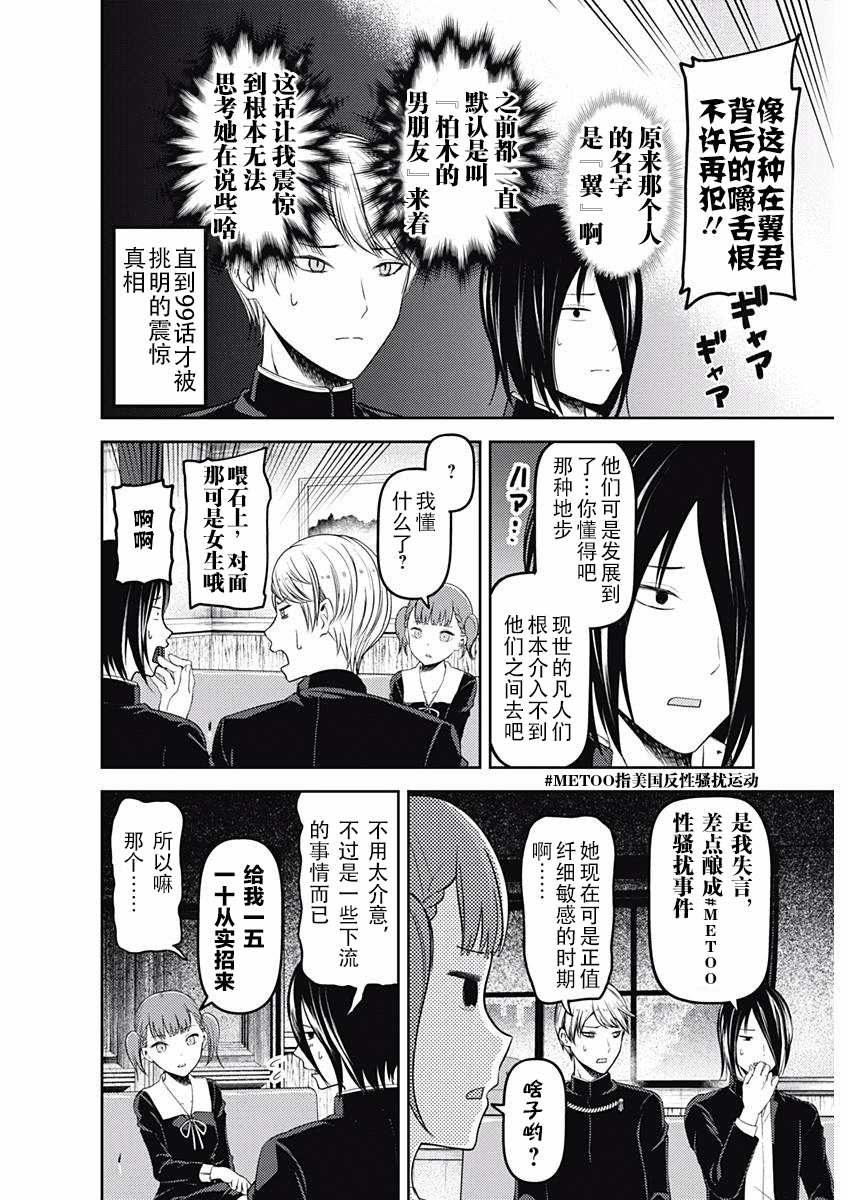 像这种在翼君
背后的嚼舌根
不许再犯!!
ギャアア
ギャアア
原来那个人
的名字
是『翼』啊
之前都一直
默认是叫
『柏木的
男朋友』来着
这话让我震惊
到根本无法
思考她在说些啥
直到99话才被
挑明的震惊
真相
他们可是发展到
了…你懂得吧
那种地步
ハァ…
现世的凡人们
根本介入不到
他们之间去吧
?
我懂
什么了?
喂石上,对面
那可是女生哦
啊啊
#METOO指美国反性骚扰运动
是我失言,
差点酿成#METOO
性骚扰事件
她现在可是正值
纤细敏感的时期
啊……
啥子哟?
不用太介意,
不过是一些下流
的事情而已
给我一五
一十从实招来
所以嘛
那个……